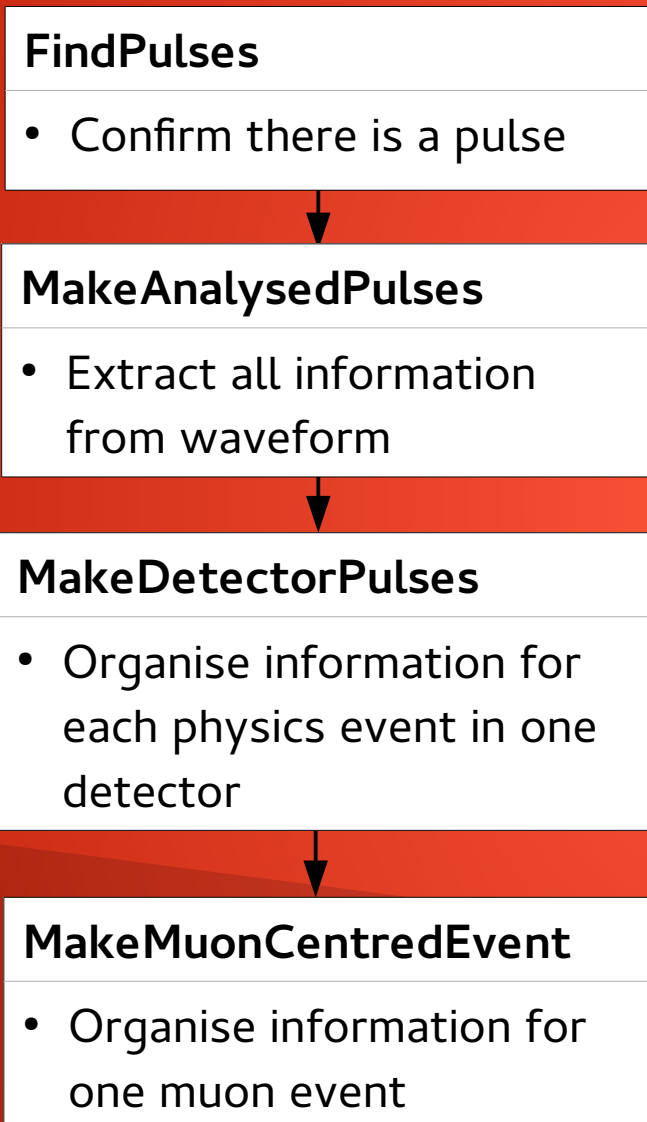 FindPulses
• Confirm there is a pulse
MakeAnalysedPulses
• Extract all information
from waveform
MakeDetectorPulses
• Organise information for
each physics event in one
detector
MakeMuonCentredEvent
• Organise information for
one muon event